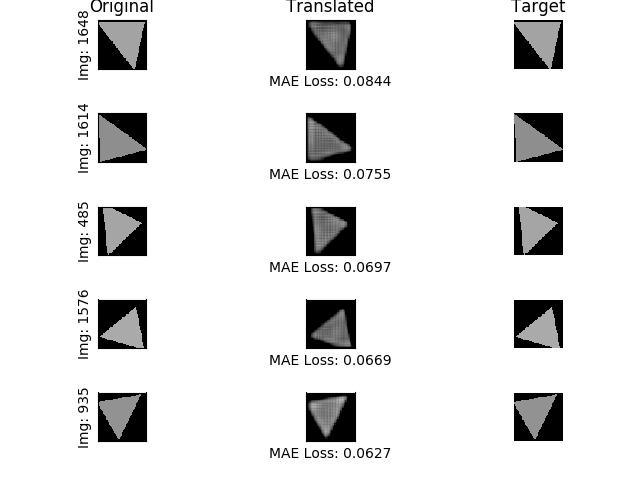 Original Translated Target
Img: 1648
MAE Loss: 0.0844
Img: 1614
MAE Loss: 0.0755
Img: 485
MAE Loss: 0.0697
Img: 1576
MAE Loss: 0.0669
Img: 935
MAE Loss: 0.0627